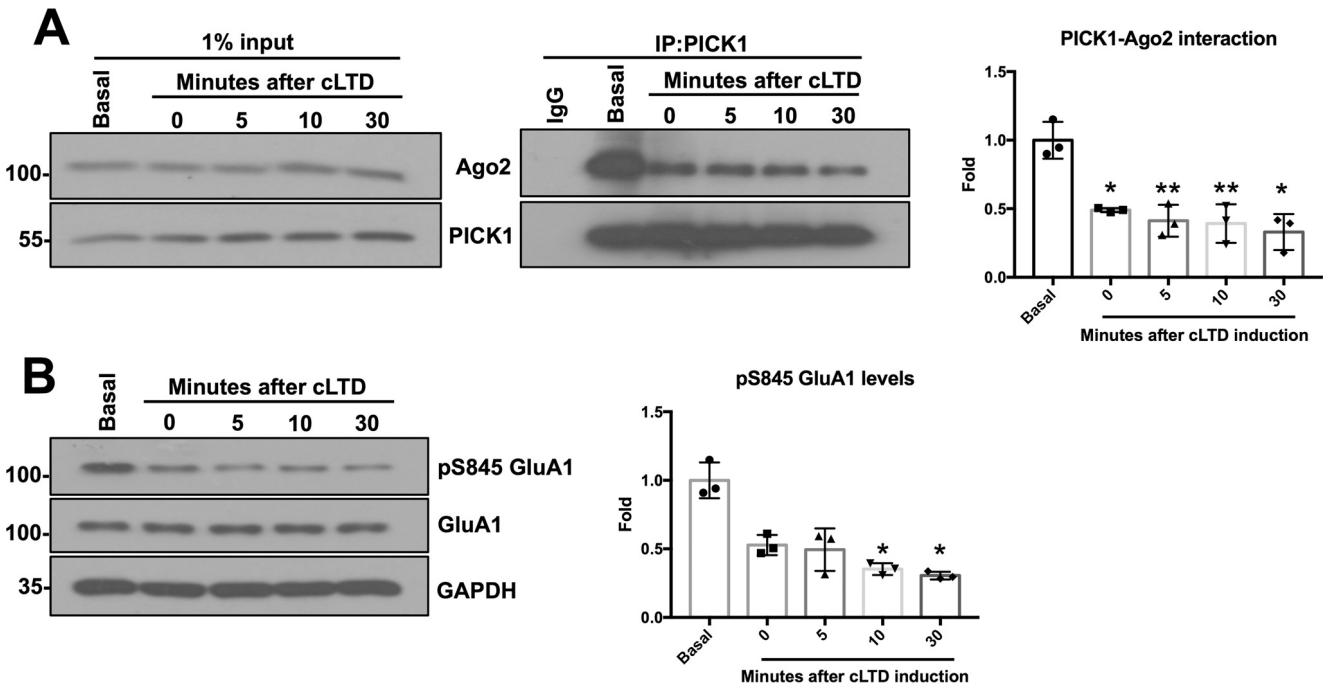 A
1% input
Basal
Minutes after cLTD
0 5 10 30
100
55
Ago2
PICK1
IP:PICK1
IgG
Basal
Minutes after cLTD
0 5 10 30
PICK1-Ago2 interaction
Fold
1.5
1.0
0.5
0.0
* ** ** *
Basal 0 5 10 30
Minutes after cLTD induction
B
Basal
Minutes after cLTD
0 5 10 30
100 pS845 GluA1
100 GluA1
35 GAPDH
pS845 GluA1 levels
Fold
1.5
1.0
0.5
0.0
* *
Basal 0 5 10 30
Minutes after cLTD induction